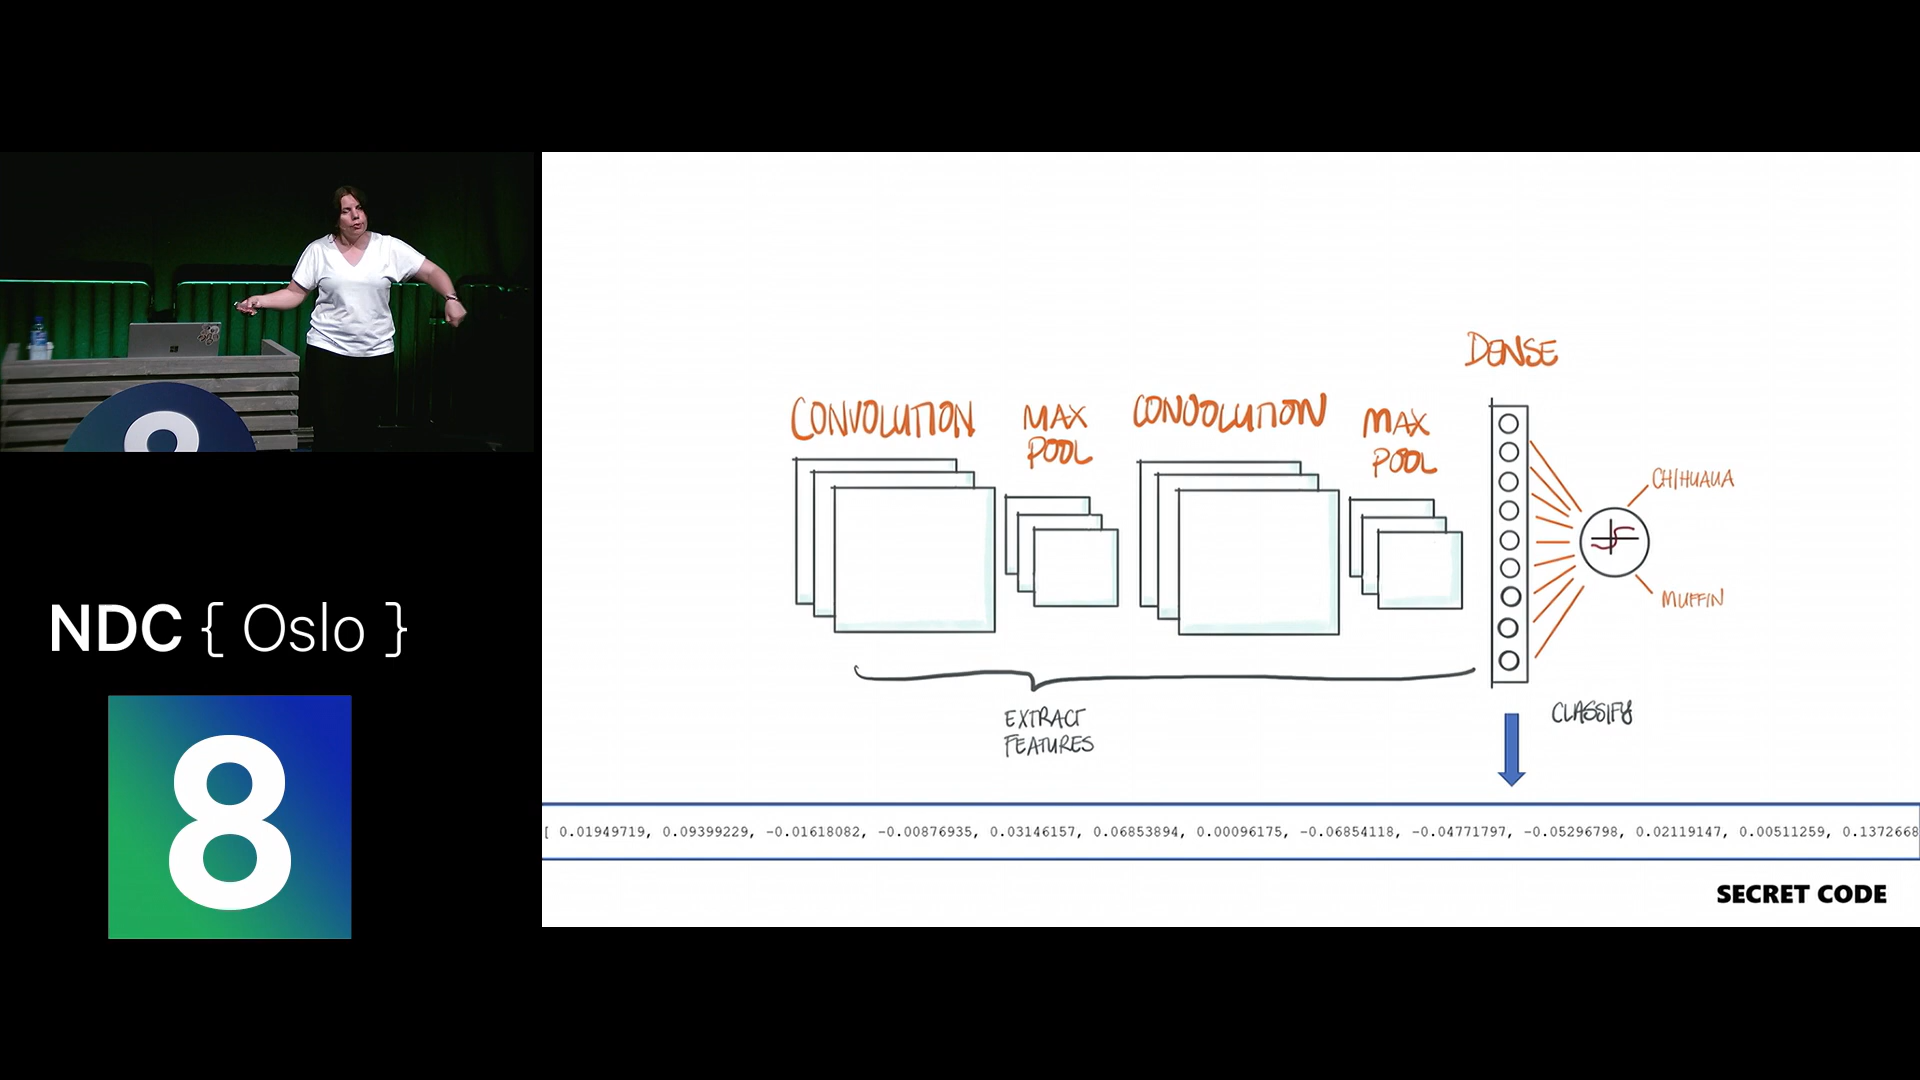 8
NDC { Oslo }
8
DENSE
CONVOLUTION
MAX
POOL
CONVOLUTION
MAX
POOL
CHIHUAUA
MUFFIN
EXTRACT
FEATURES
CLASSIFY
[ 0.01949719, 0.09399229, -0.01618082, -0.00876935, 0.03146157, 0.06853894, 0.00096175, -0.06854118, -0.04771797, -0.05296798, 0.02119147, 0.00511259, 0.1372668
SECRET CODE